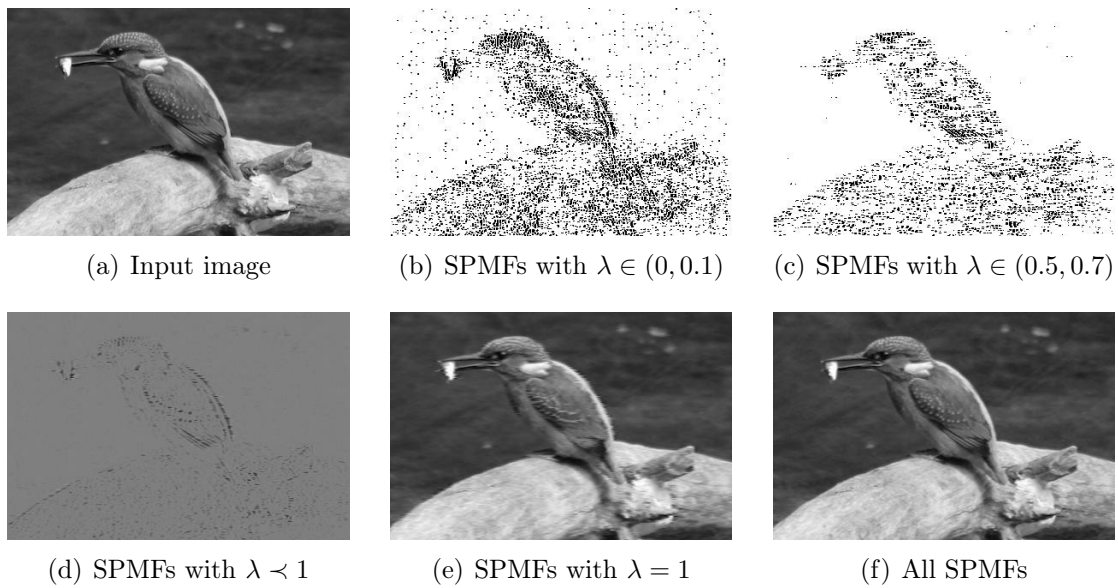 (a) Input image
(b) SPMFs with λ ∈ (0, 0.1)
(c) SPMFs with λ ∈ (0.5, 0.7)
(d) SPMFs with λ ≺ 1
(e) SPMFs with λ = 1
(f) All SPMFs